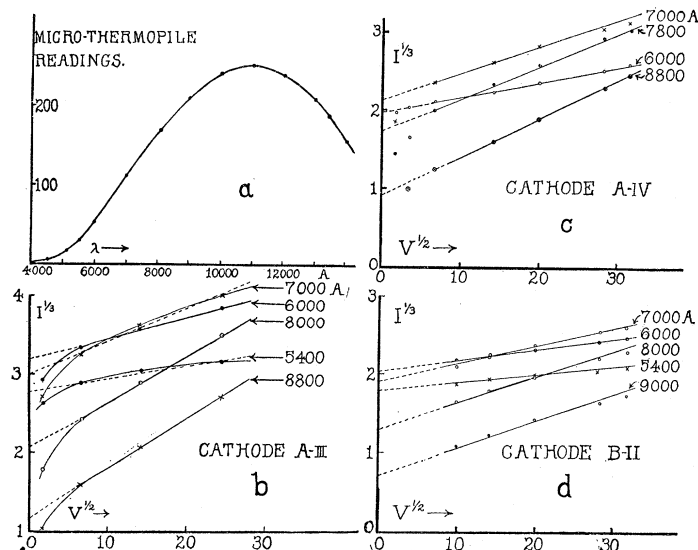 MICRO-THERMOPILE
READINGS.
200
100
a
λ →
4000 6000 8000 10000 12000 A
3
I^1/3
7000 A
7800
6000
8800
2
1
CATHODE A-IV
c
V^1/2 →
0
0 10 20 30
4
I^1/3
7000 A
6000
8000
5400
8800
3
2
CATHODE A-III
b
V^1/2 →
1
0 10 20 30
3
I^1/3
7000 A
6000
8000
5400
9000
2
1
CATHODE B-II
d
V^1/2 →
0
0 10 20 30